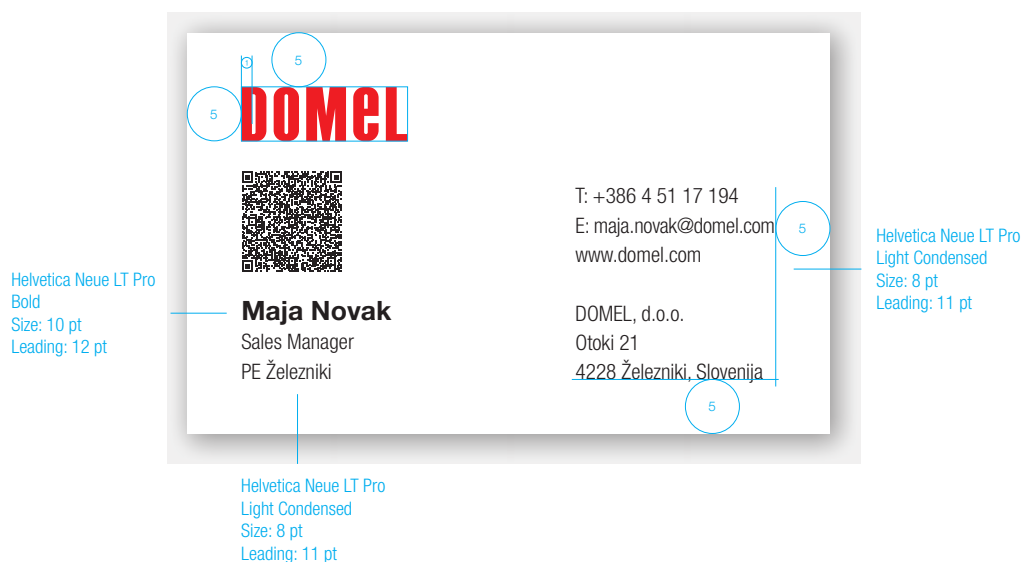 1
5
5
DOMEL
T: +386 4 51 17 194
E: maja.novak@domel.com
www.domel.com
5
Helvetica Neue LT Pro
Light Condensed
Size: 8 pt
Leading: 11 pt
Helvetica Neue LT Pro
Bold
Size: 10 pt
Leading: 12 pt
Maja Novak
Sales Manager
PE Železniki
DOMEL, d.o.o.
Otoki 21
4228 Železniki, Slovenija
5
Helvetica Neue LT Pro
Light Condensed
Size: 8 pt
Leading: 11 pt